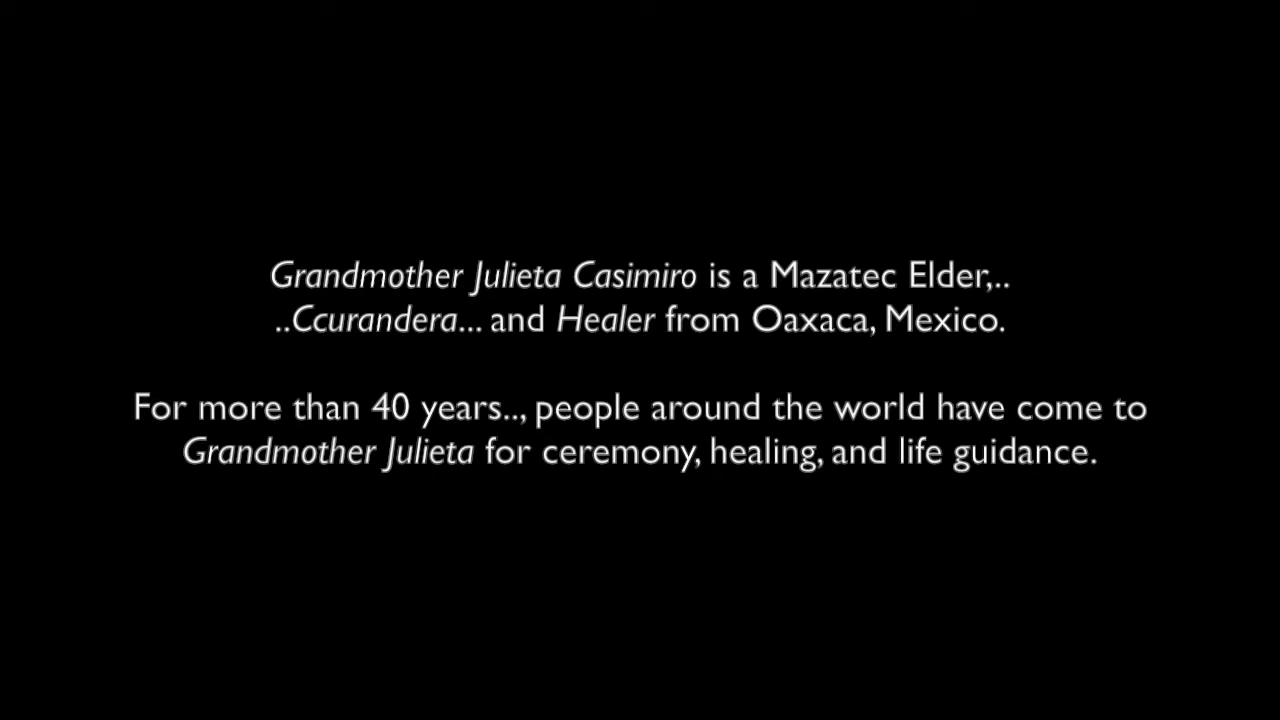 Grandmother Julieta Casimiro is a Mazatec Elder,..
..Ccurandera... and Healer from Oaxaca, Mexico.
For more than 40 years.., people around the world have come to
Grandmother Julieta for ceremony, healing, and life guidance.